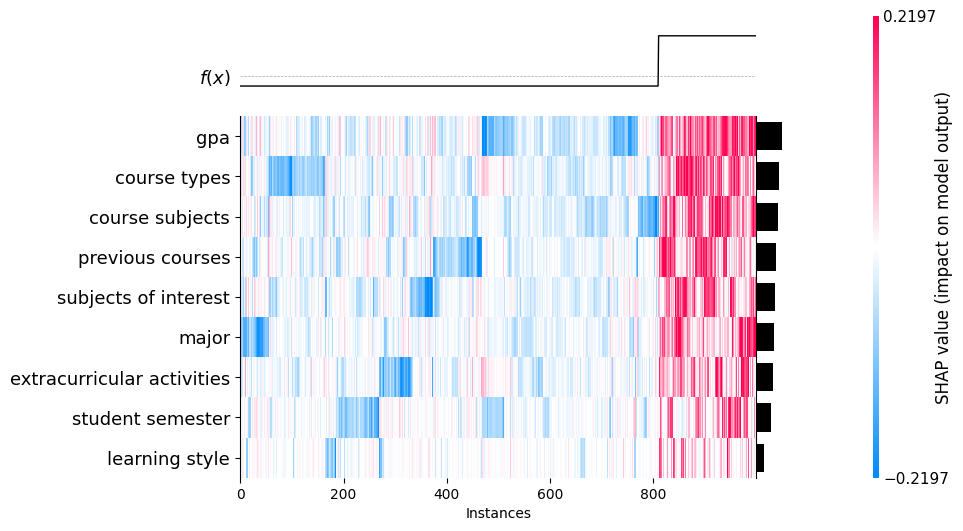 0.2197
f(x)
gpa
course types
course subjects
previous courses
subjects of interest
major
extracurricular activities
student semester
learning style
0 200 400 600 800
Instances
SHAP value (impact on model output)
−0.2197